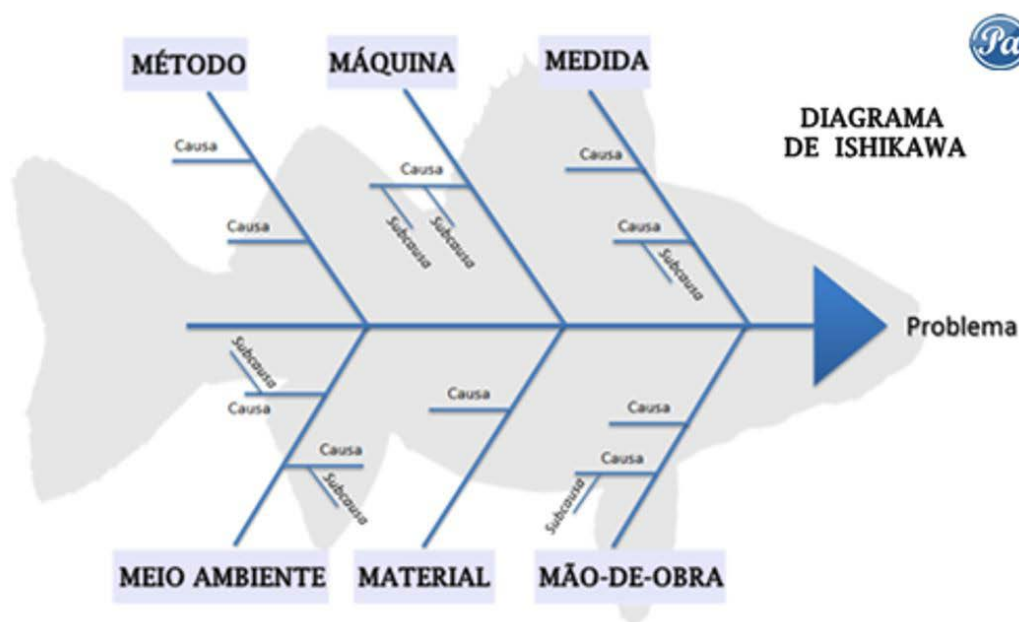 Pa
MÉTODO
MÁQUINA
MEDIDA
DIAGRAMA
DE ISHIKAWA
Causa
Causa
Causa
Causa
Subcausa
Subcausa
Causa
Subcausa
Problema
Subcausa
Causa
Causa
Causa
Causa
Subcausa
Causa
Subcausa
MEIO AMBIENTE
MATERIAL
MÃO-DE-OBRA